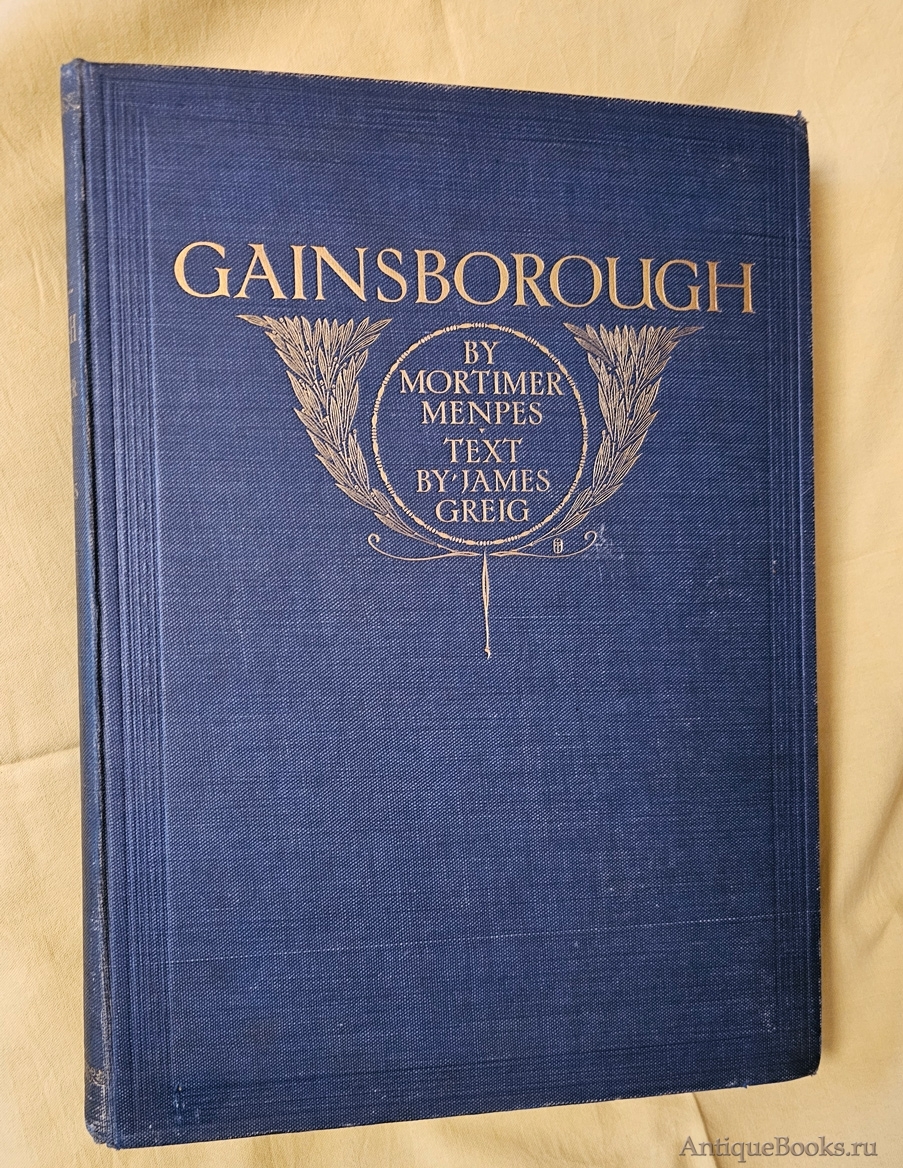 GAINSBOROUGH
BY
MORTIMER
MENPES
TEXT
BY·JAMES
GREIG
AntiqueBooks.ru